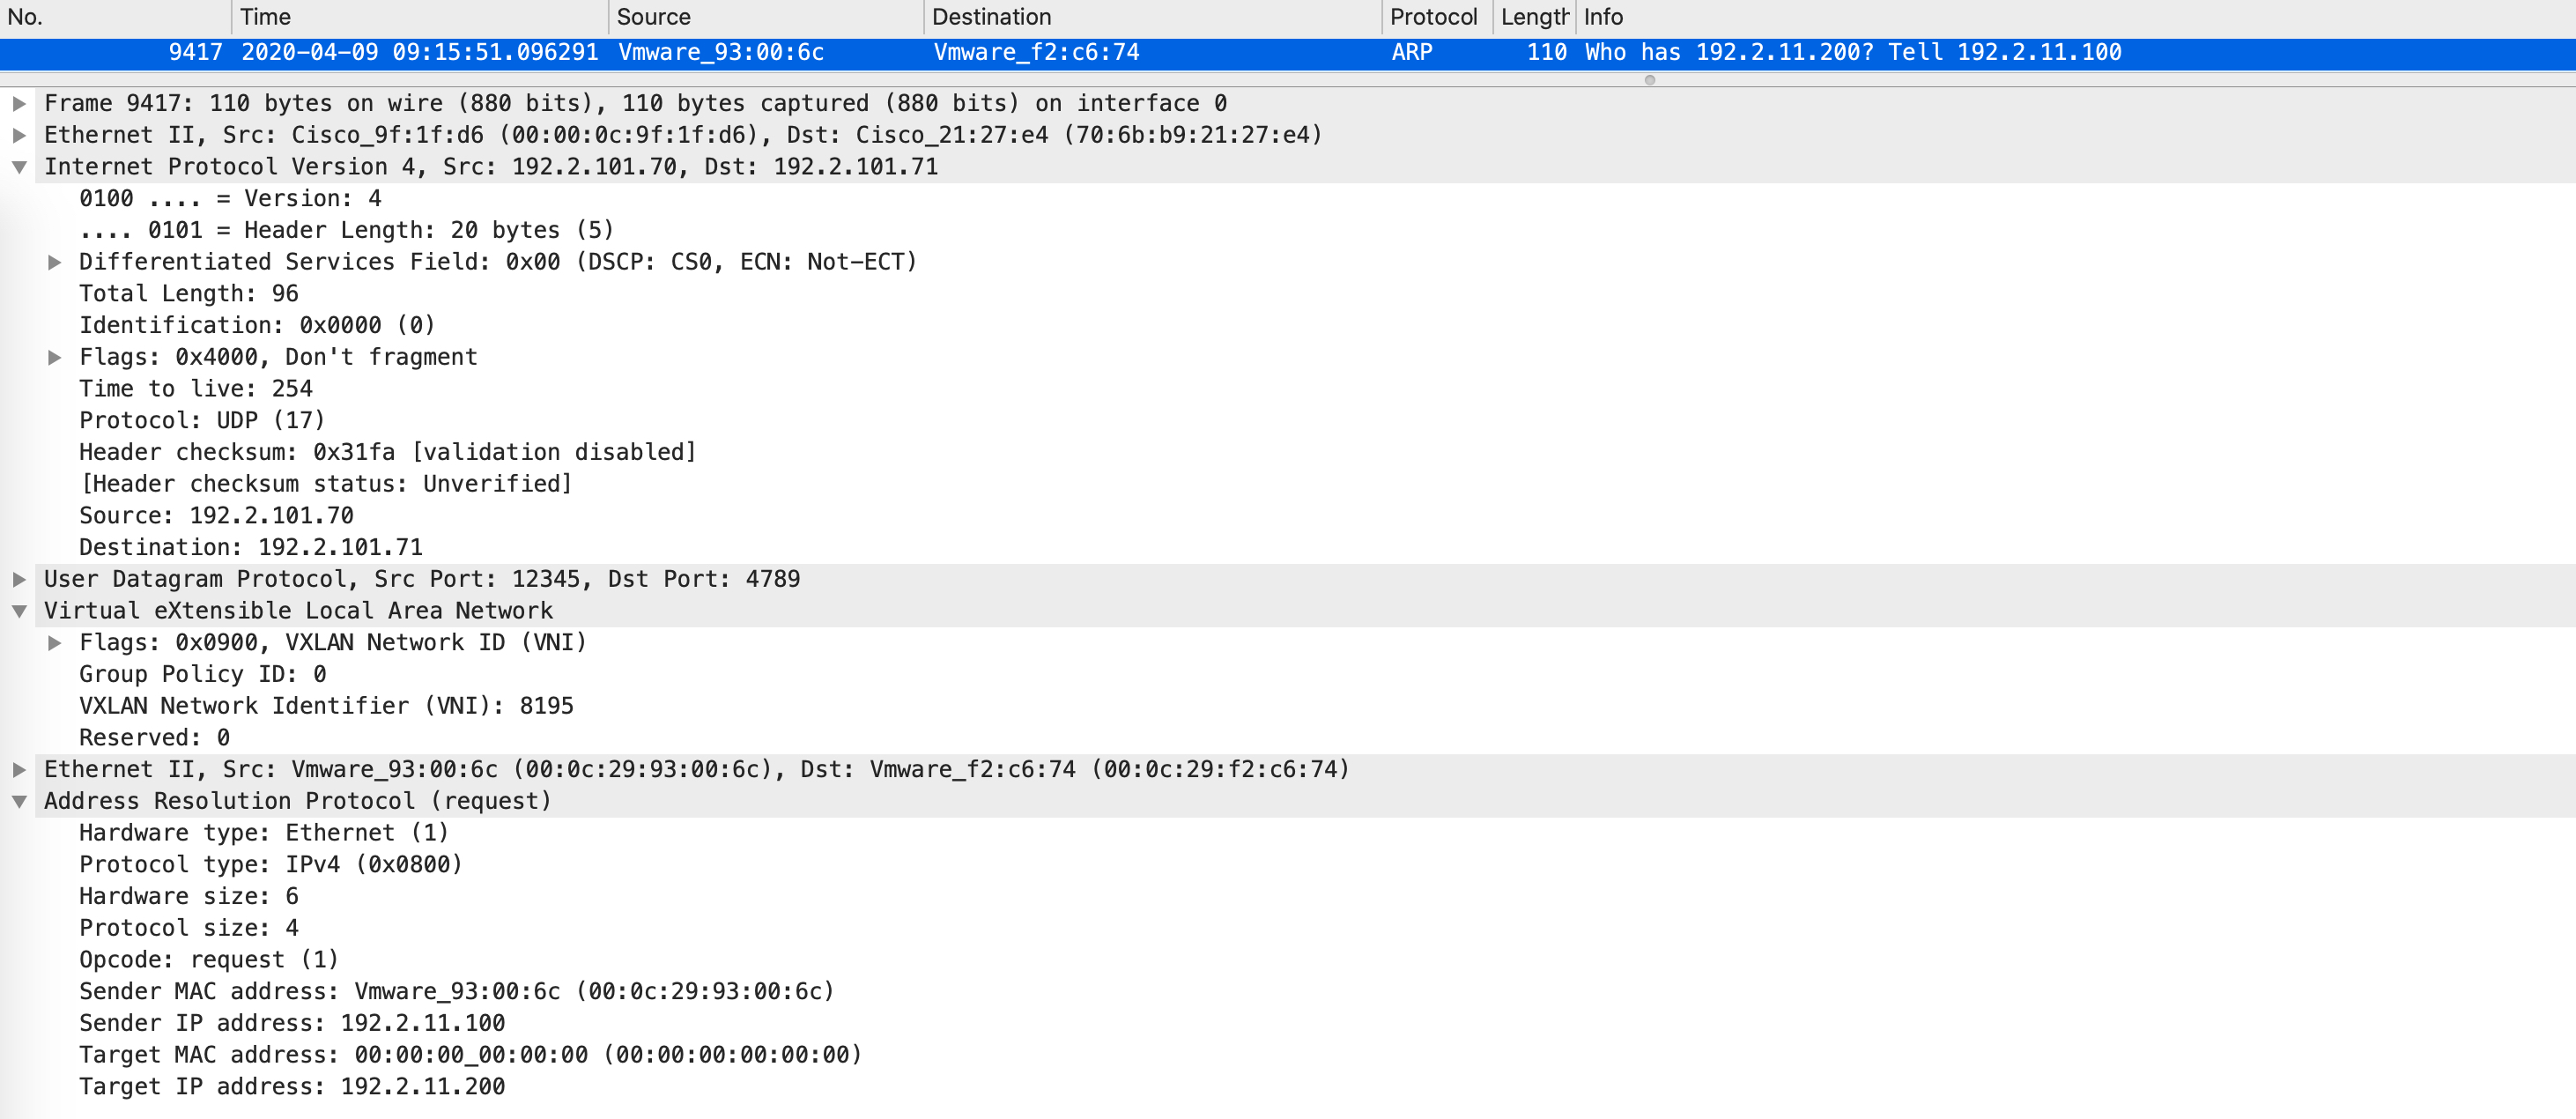 No. Time Source Destination Protocol Length Info
9417 2020-04-09 09:15:51.096291 Vmware_93:00:6c Vmware_f2:c6:74 ARP 110 Who has 192.2.11.200? Tell 192.2.11.100
Frame 9417: 110 bytes on wire (880 bits), 110 bytes captured (880 bits) on interface 0
Ethernet II, Src: Cisco_9f:1f:d6 (00:00:0c:9f:1f:d6), Dst: Cisco_21:27:e4 (70:6b:b9:21:27:e4)
Internet Protocol Version 4, Src: 192.2.101.70, Dst: 192.2.101.71
0100 .... = Version: 4
.... 0101 = Header Length: 20 bytes (5)
Differentiated Services Field: 0x00 (DSCP: CS0, ECN: Not-ECT)
Total Length: 96
Identification: 0x0000 (0)
Flags: 0x4000, Don't fragment
Time to live: 254
Protocol: UDP (17)
Header checksum: 0x31fa [validation disabled]
[Header checksum status: Unverified]
Source: 192.2.101.70
Destination: 192.2.101.71
User Datagram Protocol, Src Port: 12345, Dst Port: 4789
Virtual eXtensible Local Area Network
Flags: 0x0900, VXLAN Network ID (VNI)
Group Policy ID: 0
VXLAN Network Identifier (VNI): 8195
Reserved: 0
Ethernet II, Src: Vmware_93:00:6c (00:0c:29:93:00:6c), Dst: Vmware_f2:c6:74 (00:0c:29:f2:c6:74)
Address Resolution Protocol (request)
Hardware type: Ethernet (1)
Protocol type: IPv4 (0x0800)
Hardware size: 6
Protocol size: 4
Opcode: request (1)
Sender MAC address: Vmware_93:00:6c (00:0c:29:93:00:6c)
Sender IP address: 192.2.11.100
Target MAC address: 00:00:00_00:00:00 (00:00:00:00:00:00)
Target IP address: 192.2.11.200